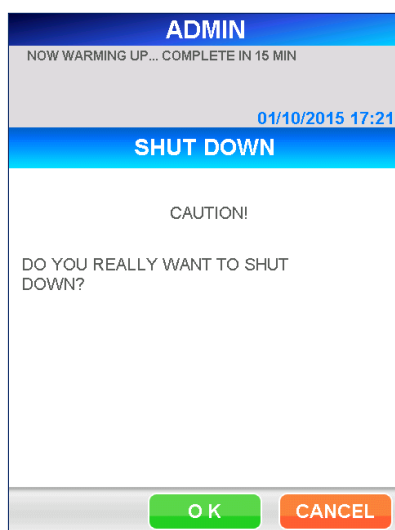 ADMIN
NOW WARMING UP... COMPLETE IN 15 MIN
01/10/2015 17:21
SHUT DOWN
CAUTION!
DO YOU REALLY WANT TO SHUT
DOWN?
O K
CANCEL